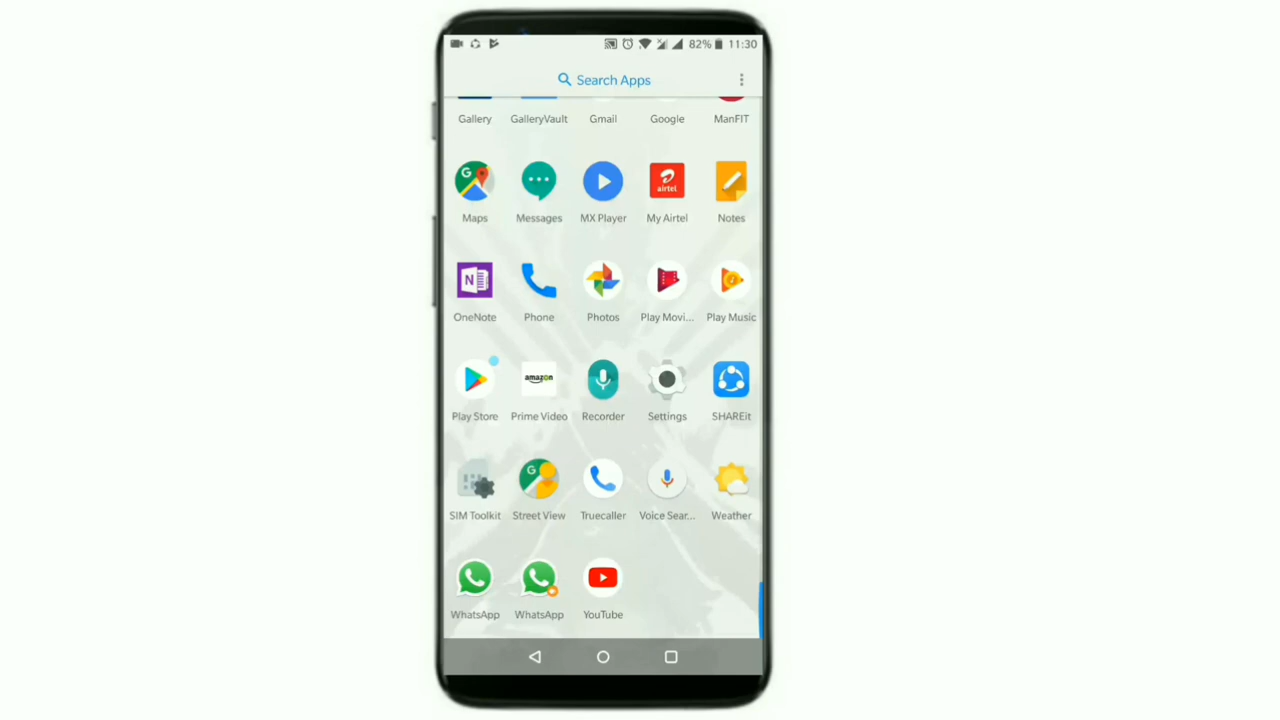 82% 11:30
Search Apps
Gallery GalleryVault Gmail Google ManFIT
G airtel
Maps Messages MX Player My Airtel Notes
N
OneNote Phone Photos Play Movi... Play Music
amazon
Play Store Prime Video Recorder Settings SHAREit
G
SIM Toolkit Street View Truecaller Voice Sear... Weather
WhatsApp WhatsApp YouTube